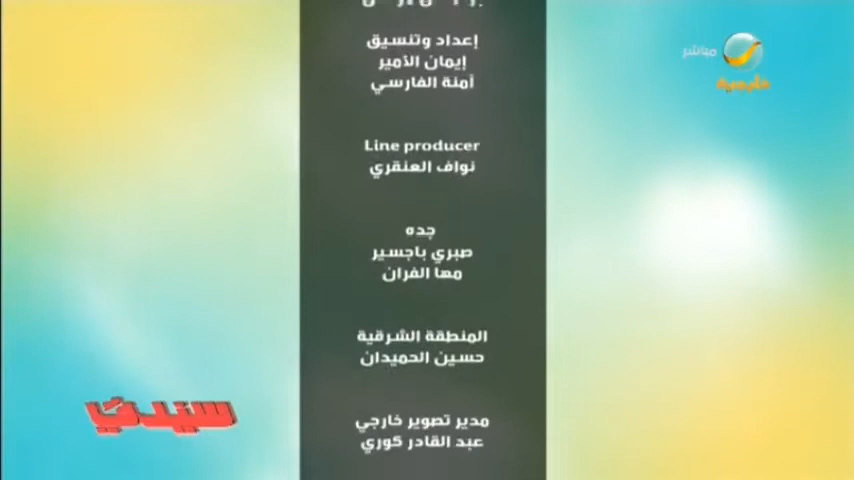 إعداد وتنسيق
إيمان الأمير
آمنة الفارسي
Line producer
نواف العنقري
جده
صبري باجسير
مها الفران
المنطقة الشرقية
حسين الحميدان
مدير تصوير خارجي
عبد القادر كوري
مباشر
خليجية
سيدتي